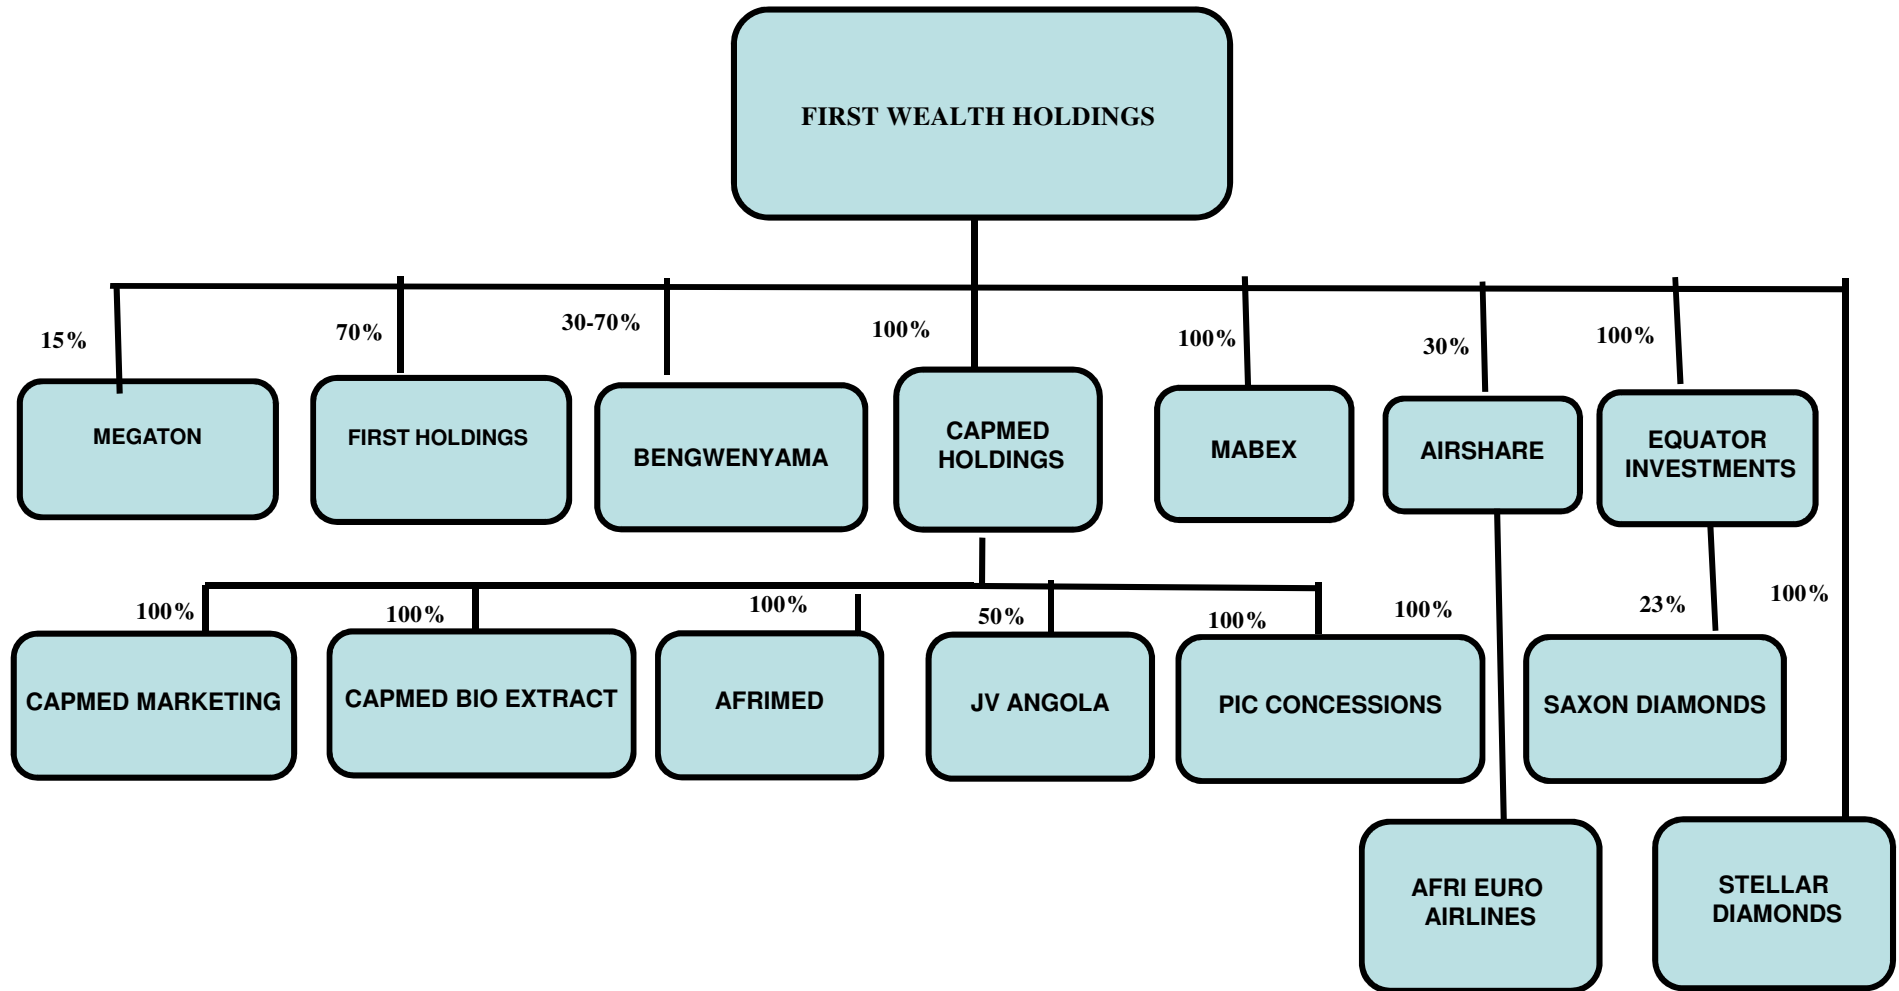 FIRST WEALTH HOLDINGS
15%
70%
30-70%
100%
100%
30%
100%
MEGATON
FIRST HOLDINGS
BENGWENYAMA
CAPMED
HOLDINGS
MABEX
AIRSHARE
EQUATOR
INVESTMENTS
100%
100%
100%
50%
100%
100%
23%
100%
CAPMED MARKETING
CAPMED BIO EXTRACT
AFRIMED
JV ANGOLA
PIC CONCESSIONS
SAXON DIAMONDS
AFRI EURO
AIRLINES
STELLAR
DIAMONDS